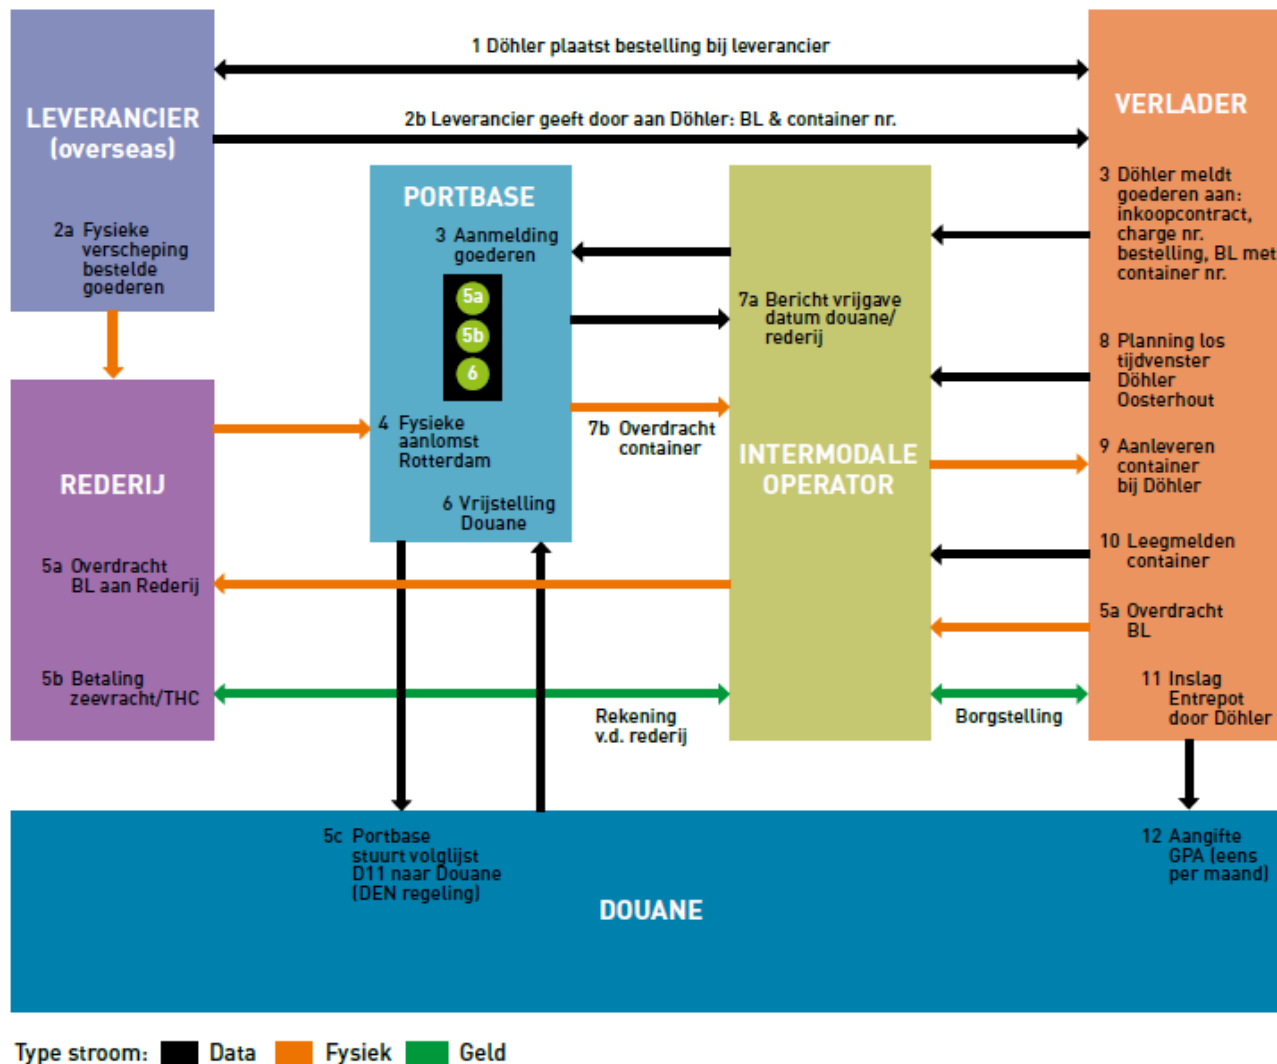 1 Döhler plaatst bestelling bij leverancier
LEVERANCIER
(overseas)
VERLADER
2b Leverancier geeft door aan Döhler: BL & container nr.
2a Fysieke
verscheping
bestelde
goederen
PORTBASE
3 Aanmelding
goederen
5a
5b
6
3 Döhler meldt
goederen aan:
inkoopcontract,
charge nr.
bestelling, BL met
container nr.
7a Bericht vrijgave
datum douane/
rederij
8 Planning los
tijdvenster
Döhler
Oosterhout
4 Fysieke
aanlomst
Rotterdam
7b Overdracht
container
INTERMODALE
OPERATOR
9 Aanleveren
container
bij Döhler
REDERIJ
6 Vrijstelling
Douane
10 Leegmelden
container
5a Overdracht
BL aan Rederij
5a Overdracht
BL
5b Betaling
zeevracht/THC
Rekening
v.d. rederij
Borgstelling
11 Inslag
Entrepot
door Döhler
5c Portbase
stuurt volglijst
D11 naar Douane
(DEN regeling)
12 Aangifte
GPA (eens
per maand)
DOUANE
Type stroom: Data Fysiek Geld